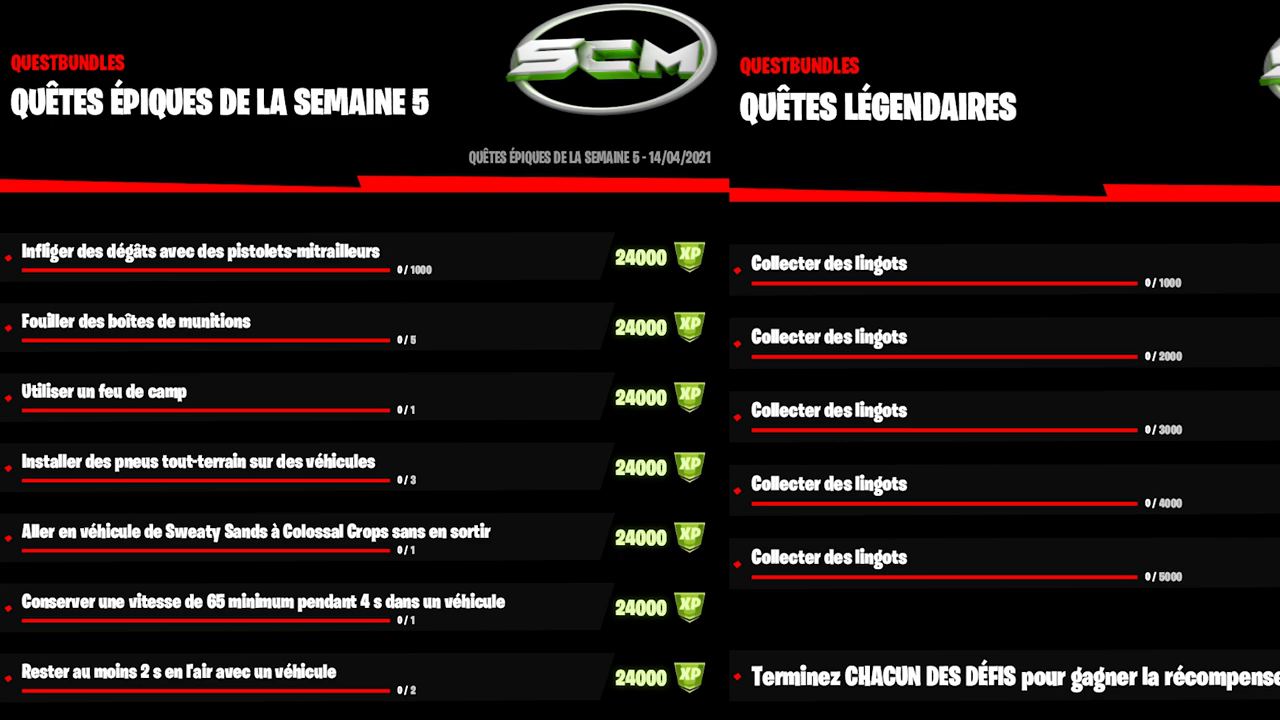 QUESTBUNDLES
QUÊTES ÉPIQUES DE LA SEMAINE 5
SCM
QUÊTES ÉPIQUES DE LA SEMAINE 5 - 14/04/2021
Infliger des dégâts avec des pistolets-mitrailleurs
0 / 1000
24000 XP
Fouiller des boîtes de munitions
0 / 5
24000 XP
Utiliser un feu de camp
0 / 1
24000 XP
Installer des pneus tout-terrain sur des véhicules
0 / 3
24000 XP
Aller en véhicule de Sweaty Sands à Colossal Crops sans en sortir
0 / 1
24000 XP
Conserver une vitesse de 65 minimum pendant 4 s dans un véhicule
0 / 1
24000 XP
Rester au moins 2 s en l'air avec un véhicule
0 / 2
24000 XP
QUESTBUNDLES
QUÊTES LÉGENDAIRES
Collecter des lingots
0 / 1000
Collecter des lingots
0 / 2000
Collecter des lingots
0 / 3000
Collecter des lingots
0 / 4000
Collecter des lingots
0 / 5000
Terminez CHACUN DES DÉFIS pour gagner la récompense